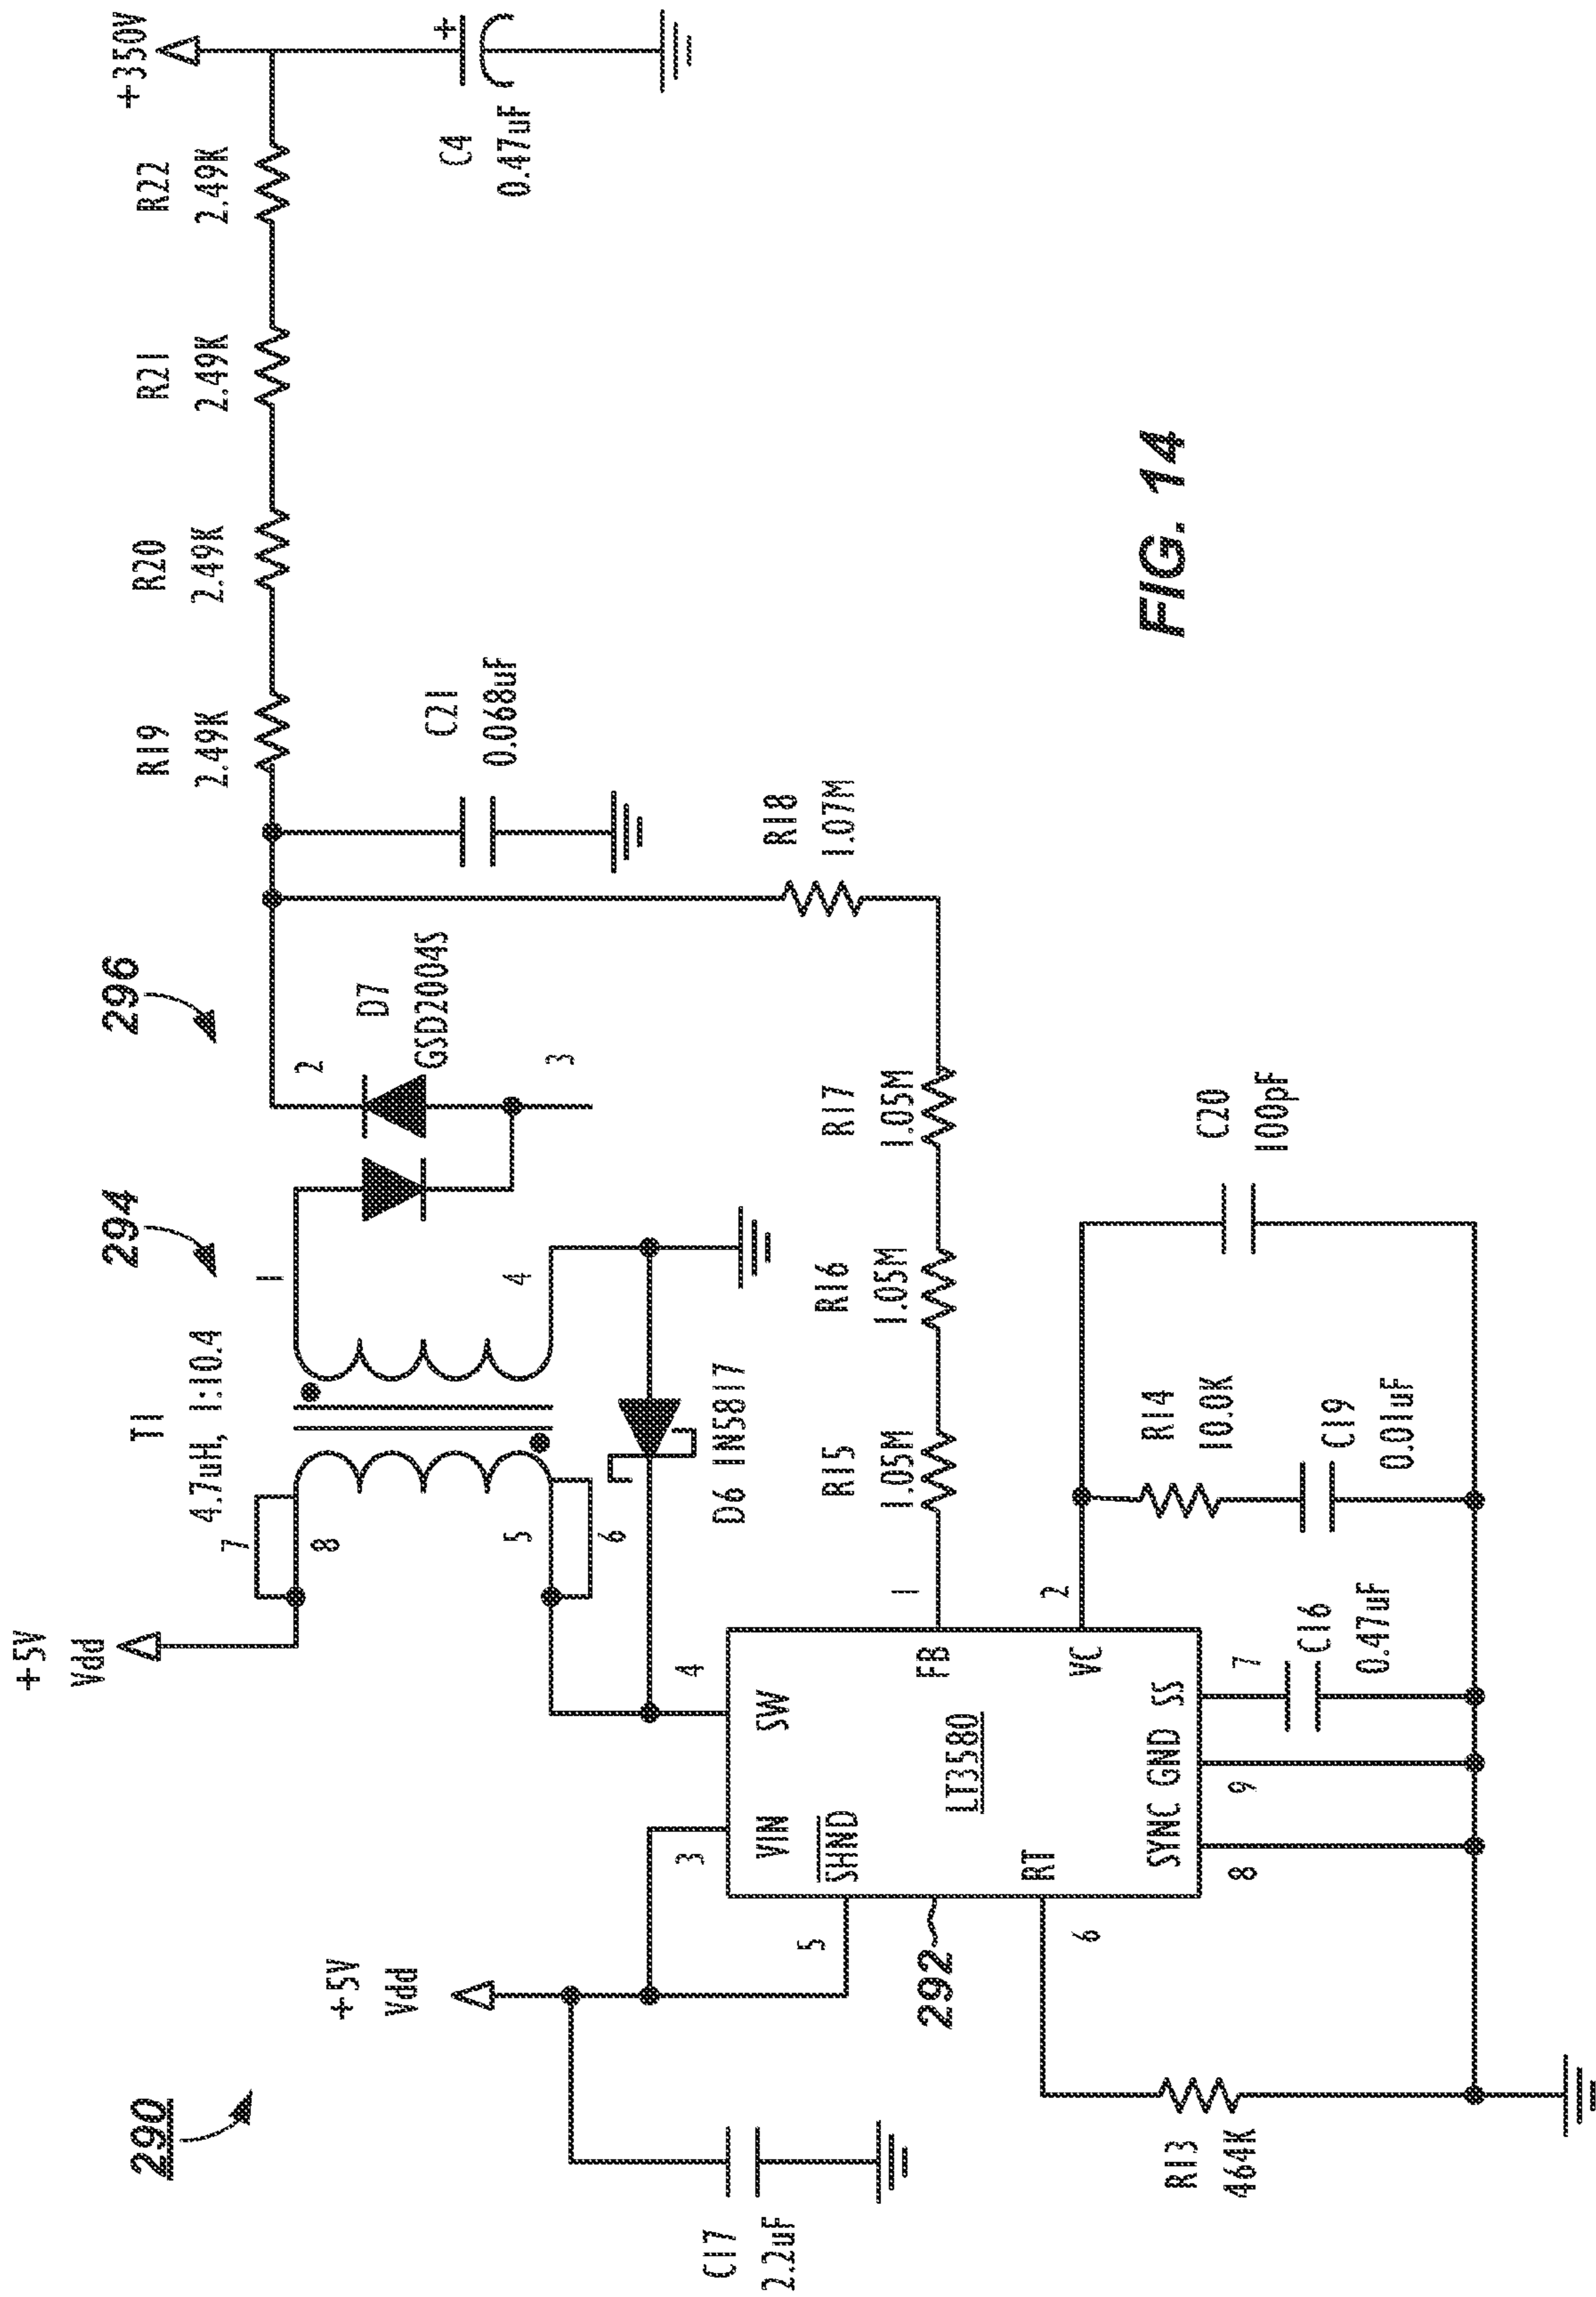 290
+5V
Vdd
C17
2.2uF
+5V
Vdd
T1
4.7uH, 1:10.4
7
8
5
6
1
4
294
296
2
D7
GSD2004S
3
D6 1N5817
R19
2.49K
R20
2.49K
R21
2.49K
R22
2.49K
+350V
C21
0.068uF
+
C4
0.47uF
3
4
5
VIN
SW
SHND
LT3580
FB
292
RT
VC
SYNC GND SS
1
2
6
8
9
7
R15
1.05M
R16
1.05M
R17
1.05M
R18
1.07M
R13
464K
C16
0.47uF
R14
10.0K
C19
0.01uF
C20
100pF
FIG. 14